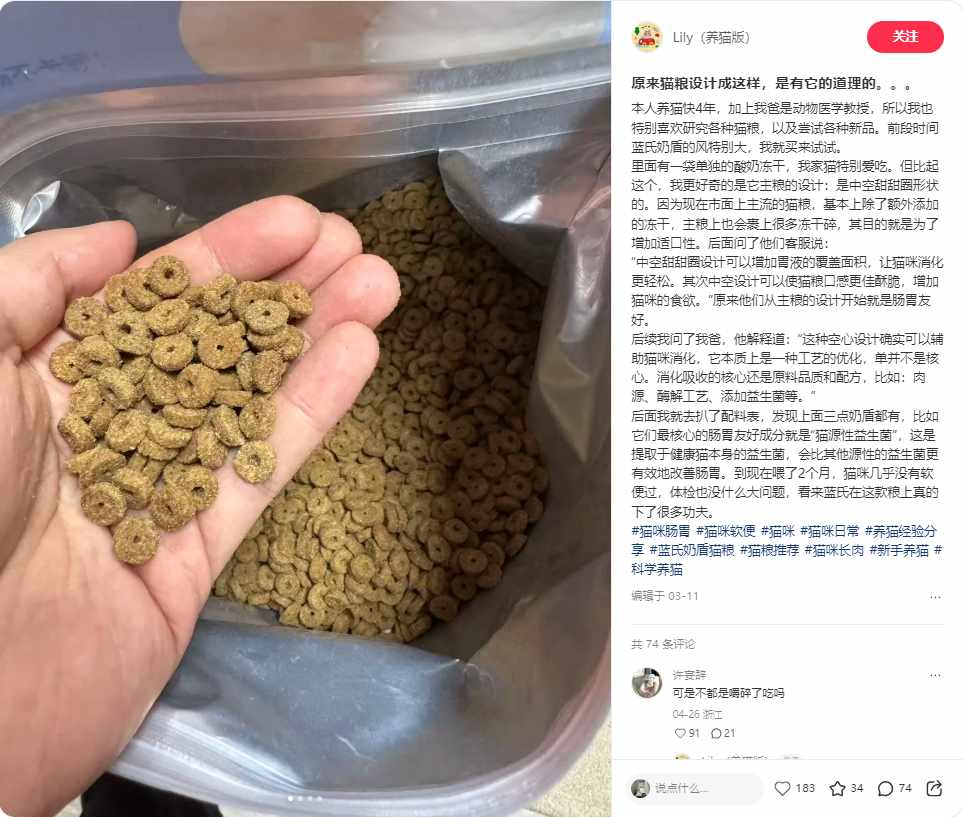 Lily（养猫版）
关注
原来猫粮设计成这样，是有它的道理的。。。
本人养猫快4年，加上我爸是动物医学教授，所以我也
特别喜欢研究各种猫粮，以及尝试各种新品。前段时间
蓝氏奶盾的风特别大，我就买来试试。
里面有一袋单独的酸奶冻干，我家猫特别爱吃。但比起
这个，我更好奇的是它主粮的设计：是中空甜甜圈形状
的。因为现在市面上主流的猫粮，基本上除了额外添加
的冻干，主粮上也会裹上很多冻干碎，其目的就是为了
增加适口性。后面问了他们客服说：
“中空甜甜圈设计可以增加胃液的覆盖面积，让猫咪消化
更轻松。其次中空设计可以使猫粮口感更佳酥脆，增加
猫咪的食欲。”原来他们从主粮的设计开始就是肠胃友
好。
后续我问了我爸，他解释道：“这种空心设计确实可以辅
助猫咪消化，它本质上是一种工艺的优化，单并不是核
心。消化吸收的核心还是原料品质和配方，比如：肉
源、酶解工艺、添加益生菌等。”
后面我就去扒了配料表，发现上面三点奶盾都有，比如
它们最核心的肠胃友好成分就是“猫源性益生菌”，这是
提取于健康猫本身的益生菌，会比其他源性的益生菌更
有效地改善肠胃。到现在喂了2个月，猫咪几乎没有软
便过，体检也没什么大问题，看来蓝氏在这款粮上真的
下了很多功夫。
#猫咪肠胃 #猫咪软便 #猫咪 #猫咪日常 #养猫经验分
享 #蓝氏奶盾猫粮 #猫粮推荐 #猫咪长肉 #新手养猫 #
科学养猫
编辑于 03-11
共 74 条评论
许安辞
可是不都是嚼碎了吃吗
04-26 浙江
91 21
说点什么...
183 34 74